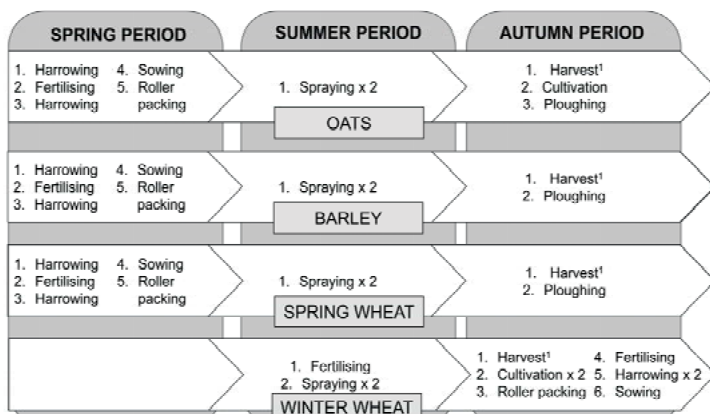 SPRING PERIOD
SUMMER PERIOD
AUTUMN PERIOD
1. Harrowing 4. Sowing
2. Fertilising 5. Roller
3. Harrowing packing
1. Spraying x 2
OATS
1. Harvest¹
2. Cultivation
3. Ploughing
1. Harrowing 4. Sowing
2. Fertilising 5. Roller
3. Harrowing packing
1. Spraying x 2
BARLEY
1. Harvest¹
2. Ploughing
1. Harrowing 4. Sowing
2. Fertilising 5. Roller
3. Harrowing packing
1. Spraying x 2
SPRING WHEAT
1. Harvest¹
2. Ploughing
1. Fertilising
2. Spraying x 2
WINTER WHEAT
1. Harvest¹ 4. Fertilising
2. Cultivation x 2 5. Harrowing x 2
3. Roller packing 6. Sowing